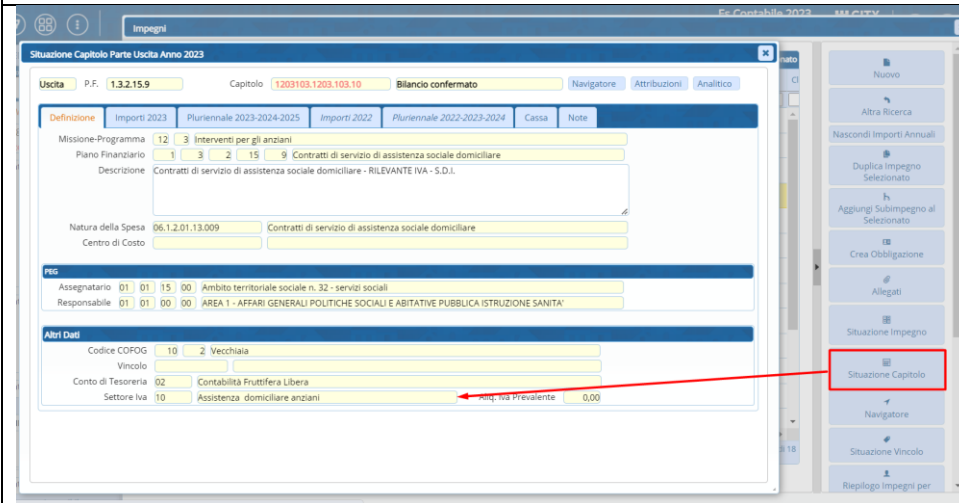 Es Contabile 2023
CITY
Impegni
Situazione Capitolo Parte Uscita Anno 2023
Uscita P.F. 1.3.2.15.9 Capitolo 1203103.1203.103.10 Bilancio confermato Navigatore Attribuzioni Analitico
Definizione Importi 2023 Pluriennale 2023-2024-2025 Importi 2022 Pluriennale 2022-2023-2024 Cassa Note
Missione-Programma 12 3 Interventi per gli anziani
Piano Finanziario 1 3 2 15 9 Contratti di servizio di assistenza sociale domiciliare
Descrizione Contratti di servizio di assistenza sociale domiciliare - RILEVANTE IVA - S.D.I.
Natura della Spesa 06.1.2.01.13.009 Contratti di servizio di assistenza sociale domiciliare
Centro di Costo
PEG
Assegnatario 01 01 15 00 Ambito territoriale sociale n. 32 - servizi sociali
Responsabile 01 01 00 00 AREA 1 - AFFARI GENERALI POLITICHE SOCIALI E ABITATIVE PUBBLICA ISTRUZIONE SANITA'
Altri Dati
Codice COFOG 10 2 Vecchiaia
Vincolo
Conto di Tesoreria 02 Contabilità Fruttifera Libera
Settore Iva 10 Assistenza domiciliare anziani Aliq. Iva Prevalente 0,00
nato
Nuovo
Altra Ricerca
Nascondi Importi Annuali
Duplica Impegno
Selezionato
Aggiungi Subimpegno al
Selezionato
Crea Obbligazione
Allegati
Situazione Impegno
Situazione Capitolo
Navigatore
Situazione Vincolo
Riepilogo Impegni per
di 18